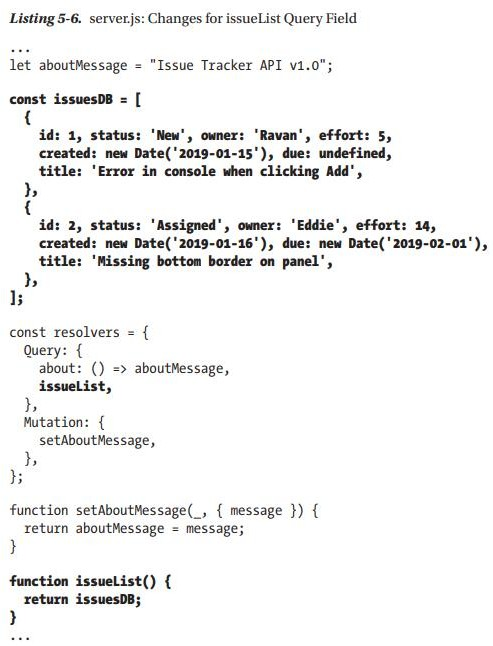 Listing 5-6. server.js: Changes for issueList Query Field
...
let aboutMessage = "Issue Tracker API v1.0";
const issuesDB = [
  {
    id: 1, status: 'New', owner: 'Ravan', effort: 5,
    created: new Date('2019-01-15'), due: undefined,
    title: 'Error in console when clicking Add',
  },
  {
    id: 2, status: 'Assigned', owner: 'Eddie', effort: 14,
    created: new Date('2019-01-16'), due: new Date('2019-02-01'),
    title: 'Missing bottom border on panel',
  },
];
const resolvers = {
  Query: {
    about: () => aboutMessage,
    issueList,
  },
  Mutation: {
    setAboutMessage,
  },
};
function setAboutMessage(_, { message }) {
  return aboutMessage = message;
}
function issueList() {
  return issuesDB;
}
...